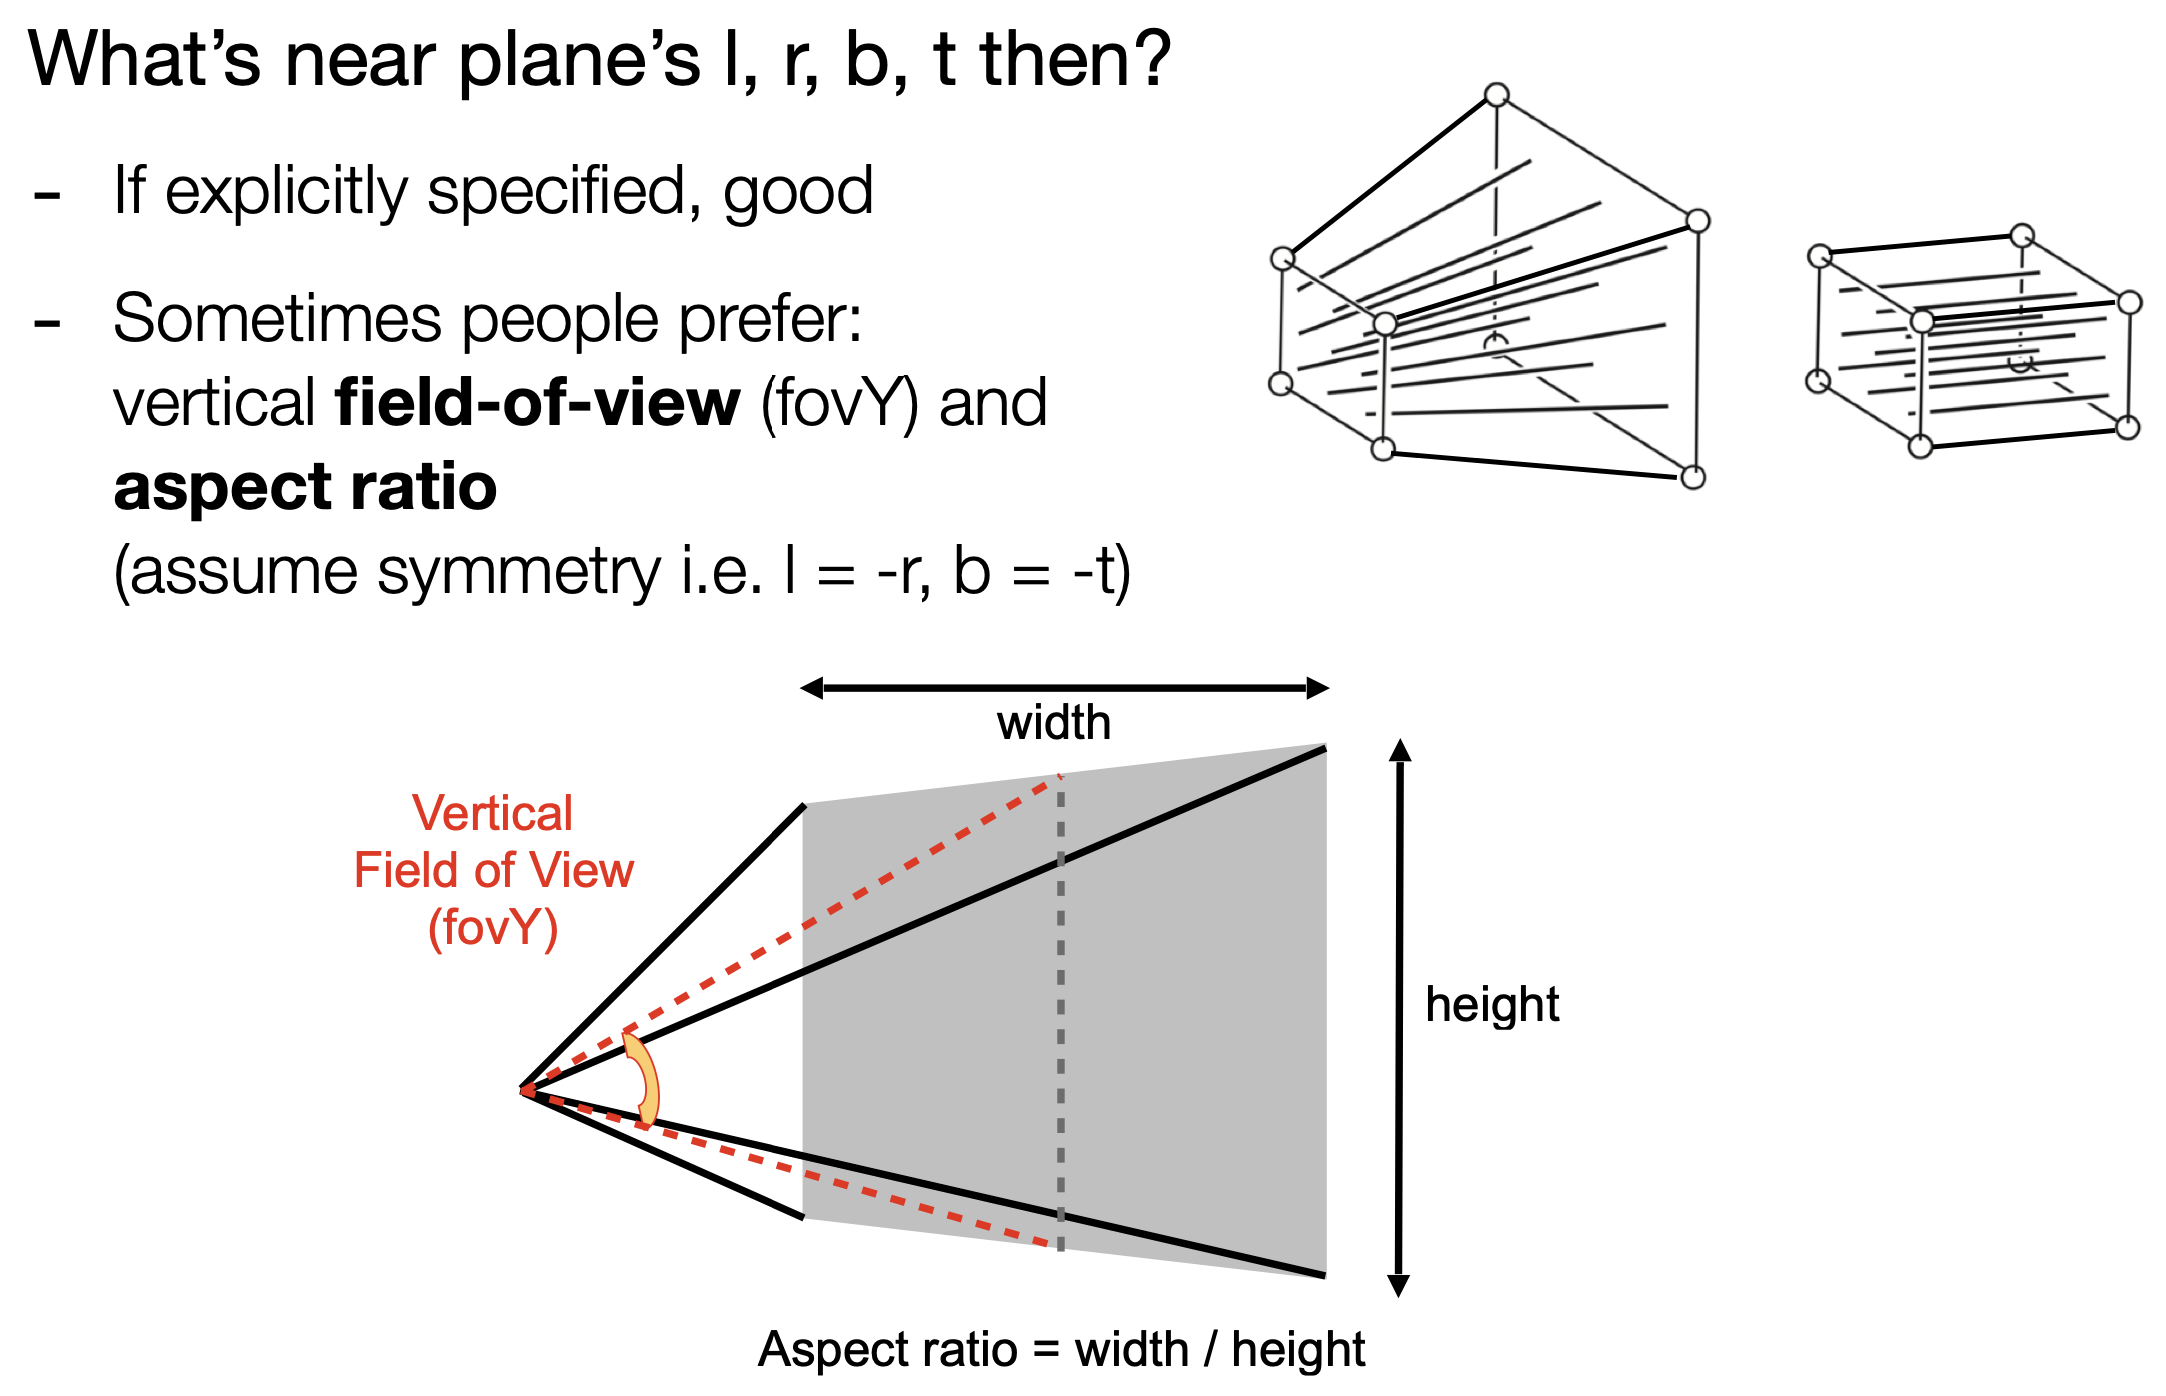 What’s near plane’s l, r, b, t then?
- If explicitly specified, good
- Sometimes people prefer:
vertical field-of-view (fovY) and
aspect ratio
(assume symmetry i.e. l = -r, b = -t)
width
Vertical
Field of View
(fovY)
height
Aspect ratio = width / height